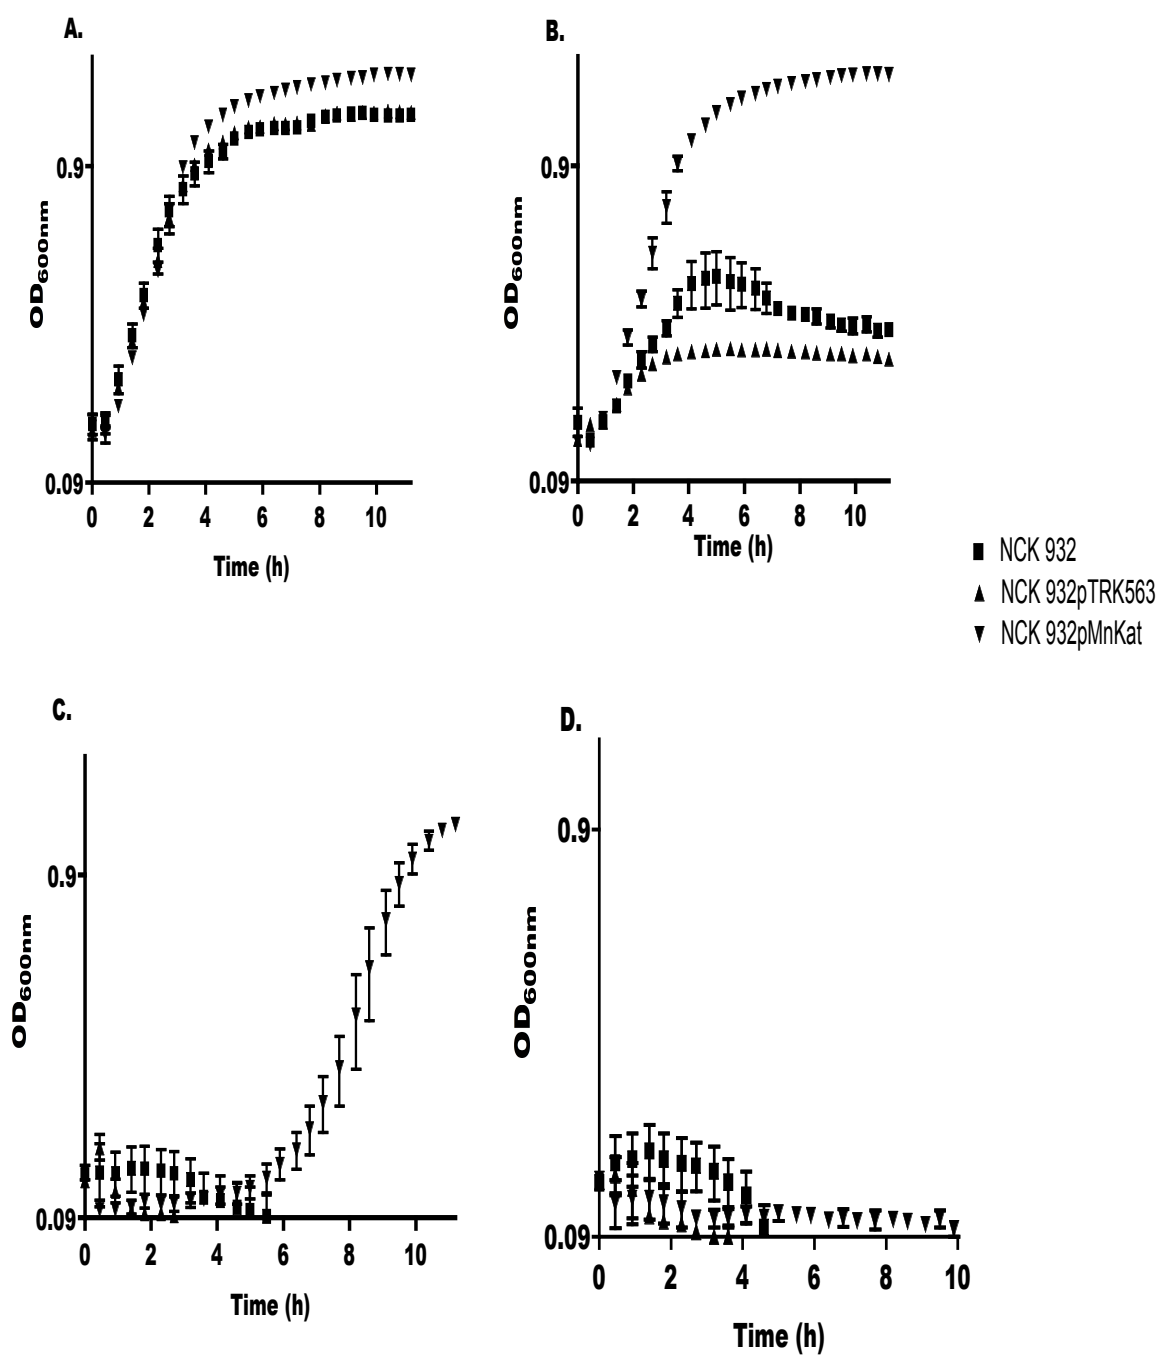 A.
0.9
0.09
OD600nm
0 2 4 6 8 10
Time (h)
B.
0.9
0.09
OD600nm
0 2 4 6 8 10
Time (h)
NCK 932
NCK 932pTRK563
NCK 932pMnKat
C.
0.9
0.09
OD600nm
0 2 4 6 8 10
Time (h)
D.
0.9
0.09
OD600nm
0 2 4 6 8 10
Time (h)